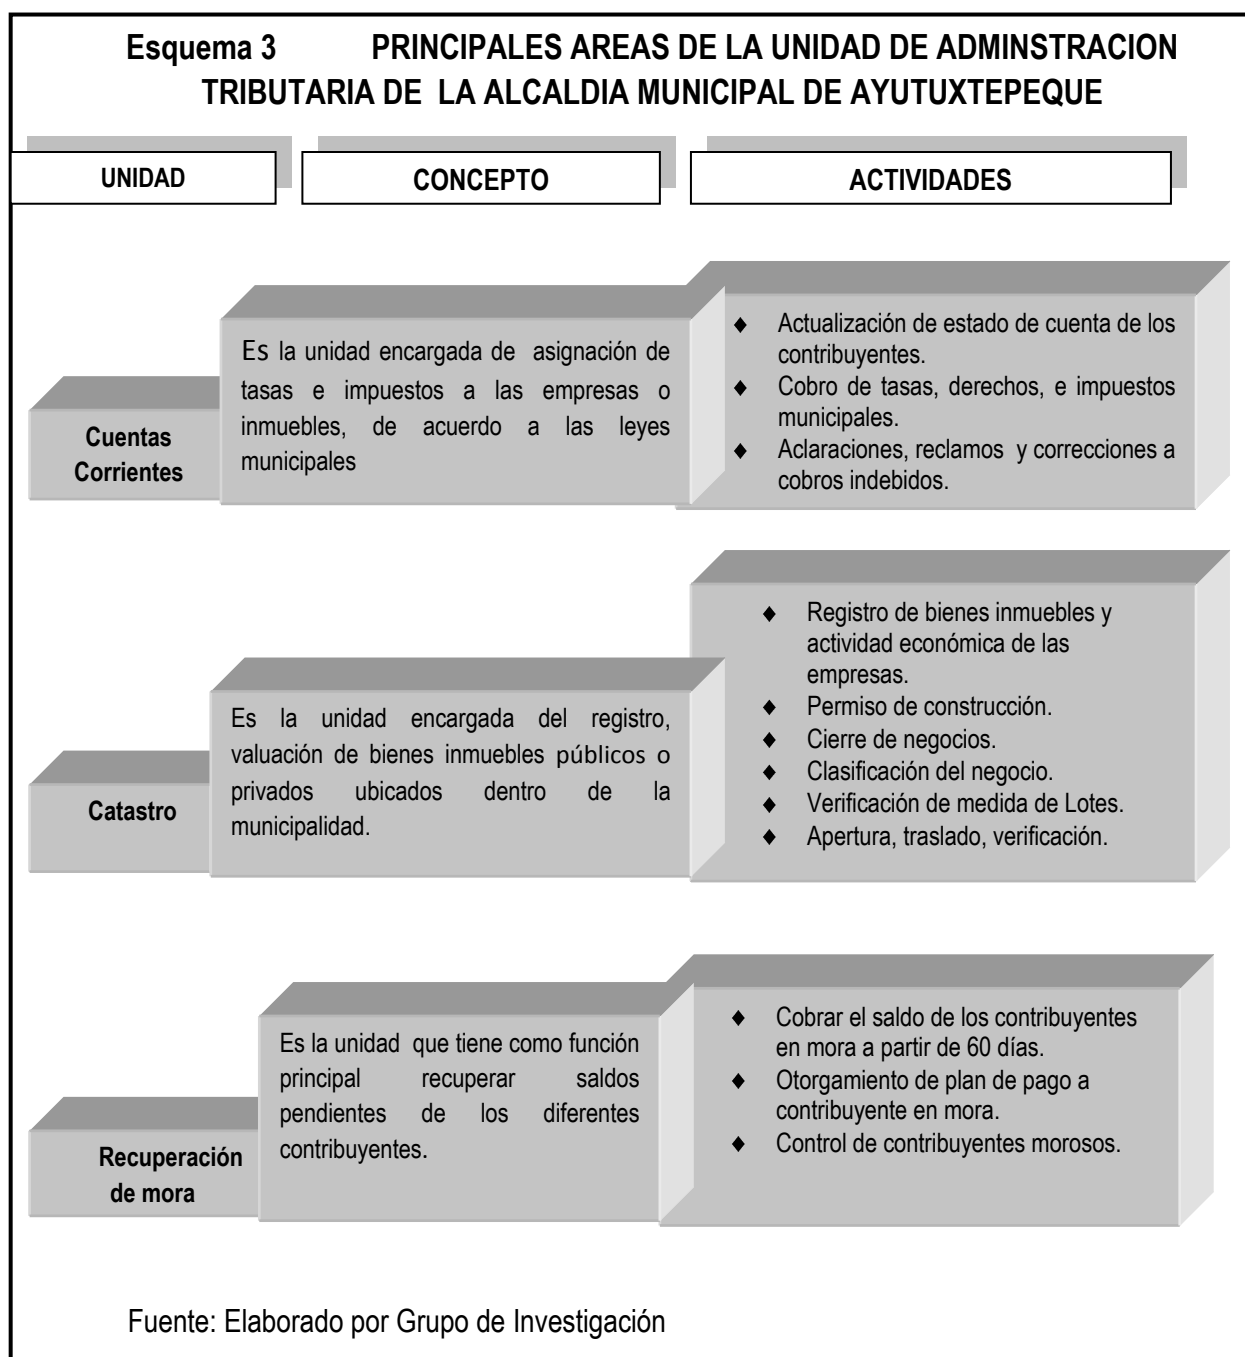 Esquema 3 PRINCIPALES AREAS DE LA UNIDAD DE ADMINSTRACION
TRIBUTARIA DE LA ALCALDIA MUNICIPAL DE AYUTUXTEPEQUE
UNIDAD
CONCEPTO
ACTIVIDADES
Cuentas
Corrientes
Es la unidad encargada de asignación de
tasas e impuestos a las empresas o
inmuebles, de acuerdo a las leyes
municipales
♦ Actualización de estado de cuenta de los
contribuyentes.
♦ Cobro de tasas, derechos, e impuestos
municipales.
♦ Aclaraciones, reclamos y correcciones a
cobros indebidos.
Catastro
Es la unidad encargada del registro,
valuación de bienes inmuebles públicos o
privados ubicados dentro de la
municipalidad.
♦ Registro de bienes inmuebles y
actividad económica de las
empresas.
♦ Permiso de construcción.
♦ Cierre de negocios.
♦ Clasificación del negocio.
♦ Verificación de medida de Lotes.
♦ Apertura, traslado, verificación.
Recuperación
de mora
Es la unidad que tiene como función
principal recuperar saldos
pendientes de los diferentes
contribuyentes.
♦ Cobrar el saldo de los contribuyentes
en mora a partir de 60 días.
♦ Otorgamiento de plan de pago a
contribuyente en mora.
♦ Control de contribuyentes morosos.
Fuente: Elaborado por Grupo de Investigación